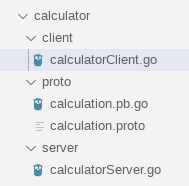 calculator
client
calculatorClient.go
proto
calculation.pb.go
calculation.proto
server
calculatorServer.go